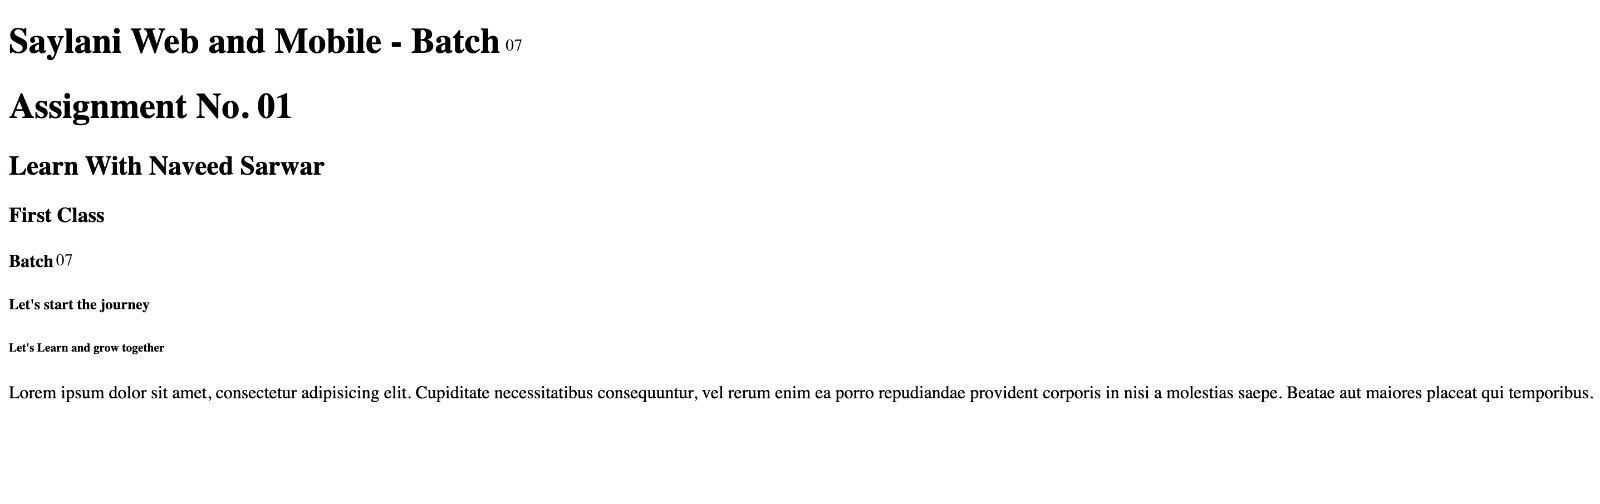 Saylani Web and Mobile - Batch 07
Assignment No. 01
Learn With Naveed Sarwar
First Class
Batch 07
Let's start the journey
Let's Learn and grow together
Lorem ipsum dolor sit amet, consectetur adipisicing elit. Cupiditate necessitatibus consequuntur, vel rerum enim ea porro repudiandae provident corporis in nisi a molestias saepe. Beatae aut maiores placeat qui temporibus.